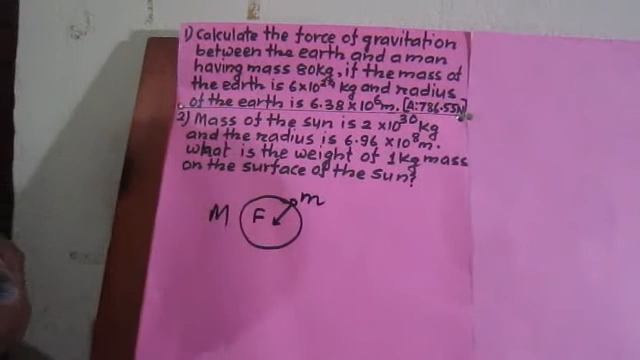 1) Calculate the force of gravitation
between the earth and a man
having mass 80kg, if the mass of
the earth is 6×10²⁴ kg and radius
of the earth is 6.38×10⁶m. [A:786.55N]
2) Mass of the sun is 2×10³⁰kg
and the radius is 6.96×10⁸m.
what is the weight of 1kg mass
on the surface of the sun?
m
M F